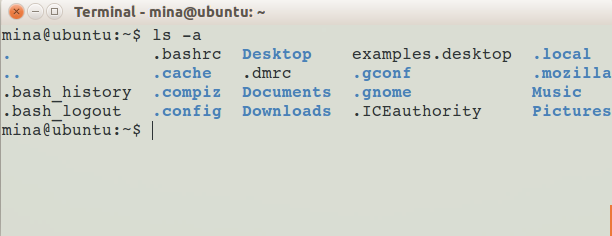 Terminal - mina@ubuntu: ~
mina@ubuntu:~$ ls -a
. .bashrc Desktop examples.desktop .local
.. .cache .dmrc .gconf .mozilla
.bash_history .compiz Documents .gnome Music
.bash_logout .config Downloads .ICEauthority Pictures
mina@ubuntu:~$